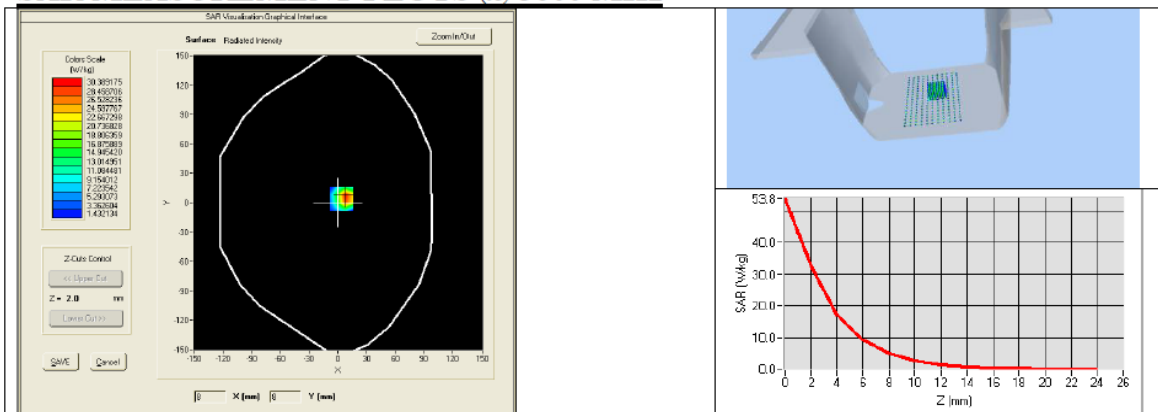 SAR Visualization Graphical Interface
Surface Radiated Intensity
Zoom In/Out
Colors Scale
(W/kg)
30.389175
28.458706
26.528236
24.597767
22.667298
20.736828
18.806359
16.875889
14.945420
13.014951
11.084481
9.154012
7.223542
5.293073
3.362604
1.432134
Z-Cuts Control
<< Upper Cut
Z = 2.0 mm
Lower Cut >>
SAVE Cancel
150
120
90
60
30
0
-30
-60
-90
-120
-150
Y
-150 -120 -90 -60 -30 0 30 60 90 120 150
X
8 X (mm) 8 Y (mm)
53.8
40.0
30.0
20.0
10.0
0.0
SAR (W/kg)
0 2 4 6 8 10 12 14 16 18 20 22 24 26
Z (mm)